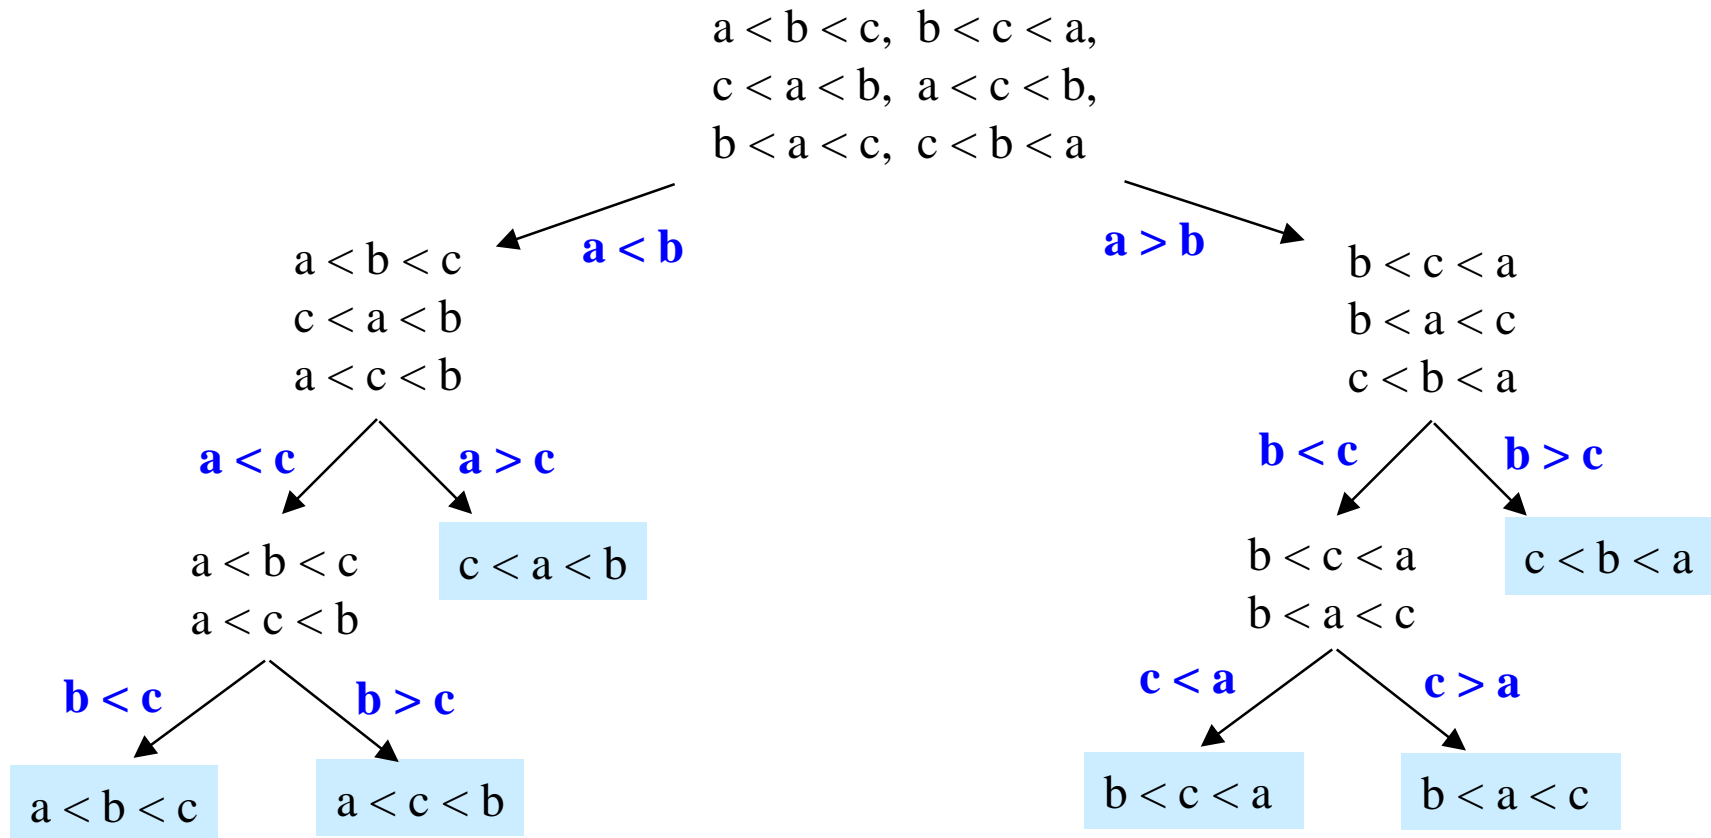 a < b < c, b < c < a,
c < a < b, a < c < b,
b < a < c, c < b < a
a < b
a > b
a < b < c
c < a < b
a < c < b
b < c < a
b < a < c
c < b < a
a < c
a > c
b < c
b > c
a < b < c
a < c < b
c < a < b
b < c < a
b < a < c
c < b < a
b < c
b > c
c < a
c > a
a < b < c
a < c < b
b < c < a
b < a < c